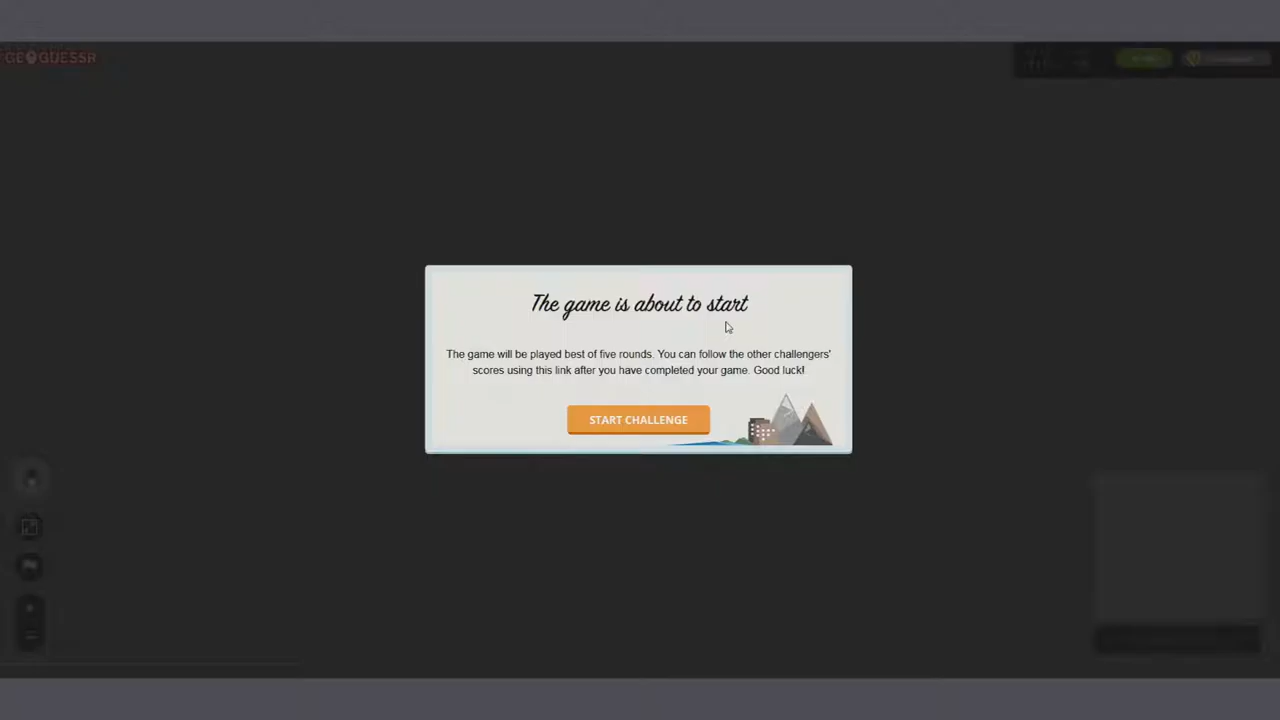 GEOGUESSR
The game is about to start
The game will be played best of five rounds. You can follow the other challengers'
scores using this link after you have completed your game. Good luck!
START CHALLENGE